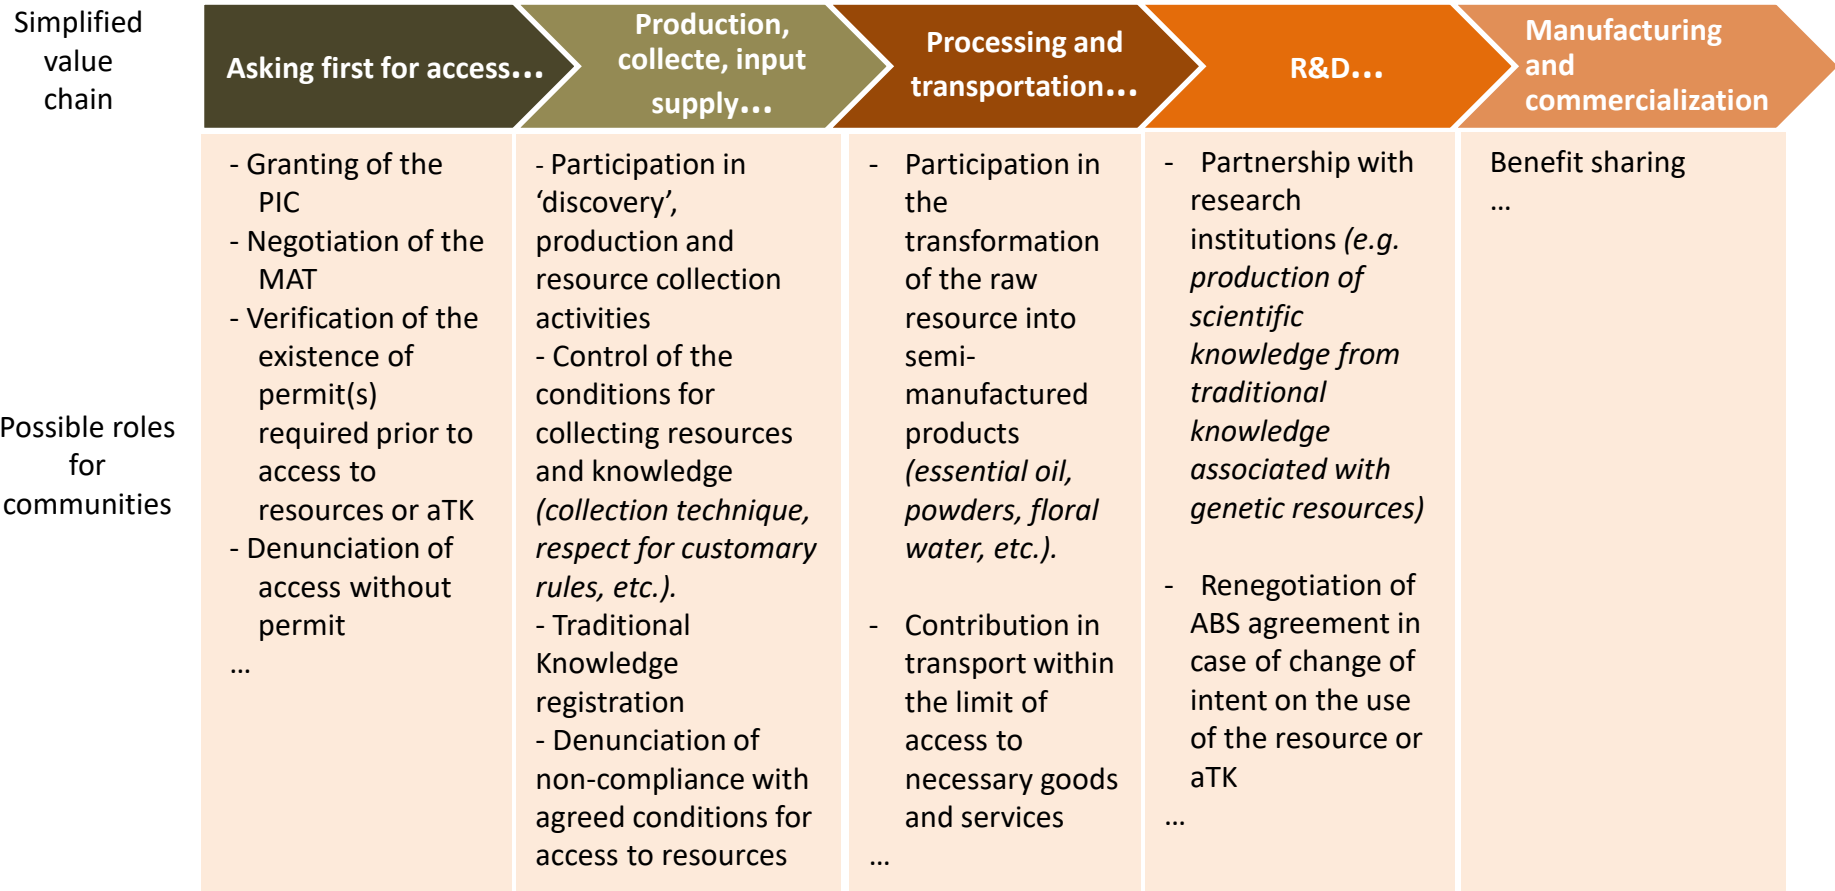 Simplified
value
chain
Asking first for access...
Production,
collecte, input
supply...
Processing and
transportation...
R&D...
Manufacturing
and
commercialization
Possible roles
for
communities
- Granting of the
PIC
- Negotiation of the
MAT
- Verification of the
existence of
permit(s)
required prior to
access to
resources or aTK
- Denunciation of
access without
permit
...
- Participation in
‘discovery’,
production and
resource collection
activities
- Control of the
conditions for
collecting resources
and knowledge
(collection technique,
respect for customary
rules, etc.).
- Traditional
Knowledge
registration
- Denunciation of
non-compliance with
agreed conditions for
access to resources
- Participation in
the
transformation
of the raw
resource into
semi-
manufactured
products
(essential oil,
powders, floral
water, etc.).
- Contribution in
transport within
the limit of
access to
necessary goods
and services
...
- Partnership with
research
institutions (e.g.
production of
scientific
knowledge from
traditional
knowledge
associated with
genetic resources)
- Renegotiation of
ABS agreement in
case of change of
intent on the use
of the resource or
aTK
...
Benefit sharing
...